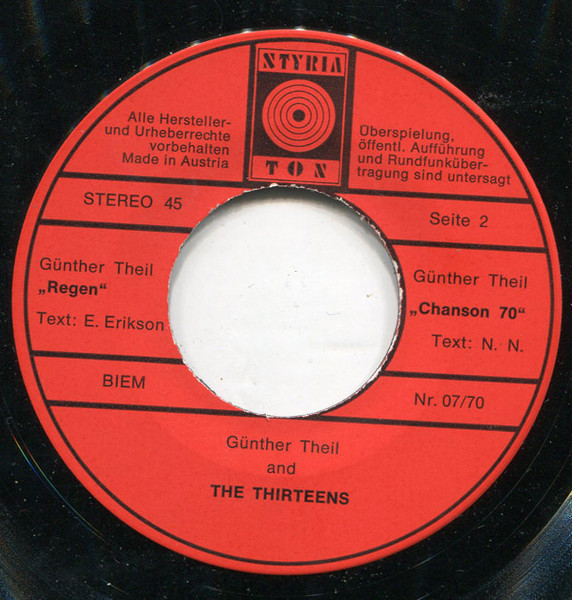 STYRIA
TON
Alle Hersteller-
und Urheberrechte
vorbehalten
Made in Austria
Überspielung,
öffentl. Aufführung
und Rundfunküber-
tragung sind untersagt
STEREO 45
Seite 2
Günther Theil
„Regen“
Text: E. Erikson
Günther Theil
„Chanson 70“
Text: N. N.
BIEM
Nr. 07/70
Günther Theil
and
THE THIRTEENS